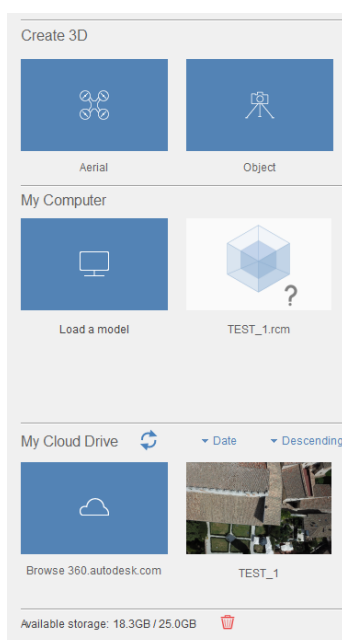 Create 3D
Aerial
Object
My Computer
?
Load a model
TEST_1.rcm
My Cloud Drive
Date
Descending
Browse 360.autodesk.com
TEST_1
Available storage: 18.3GB / 25.0GB